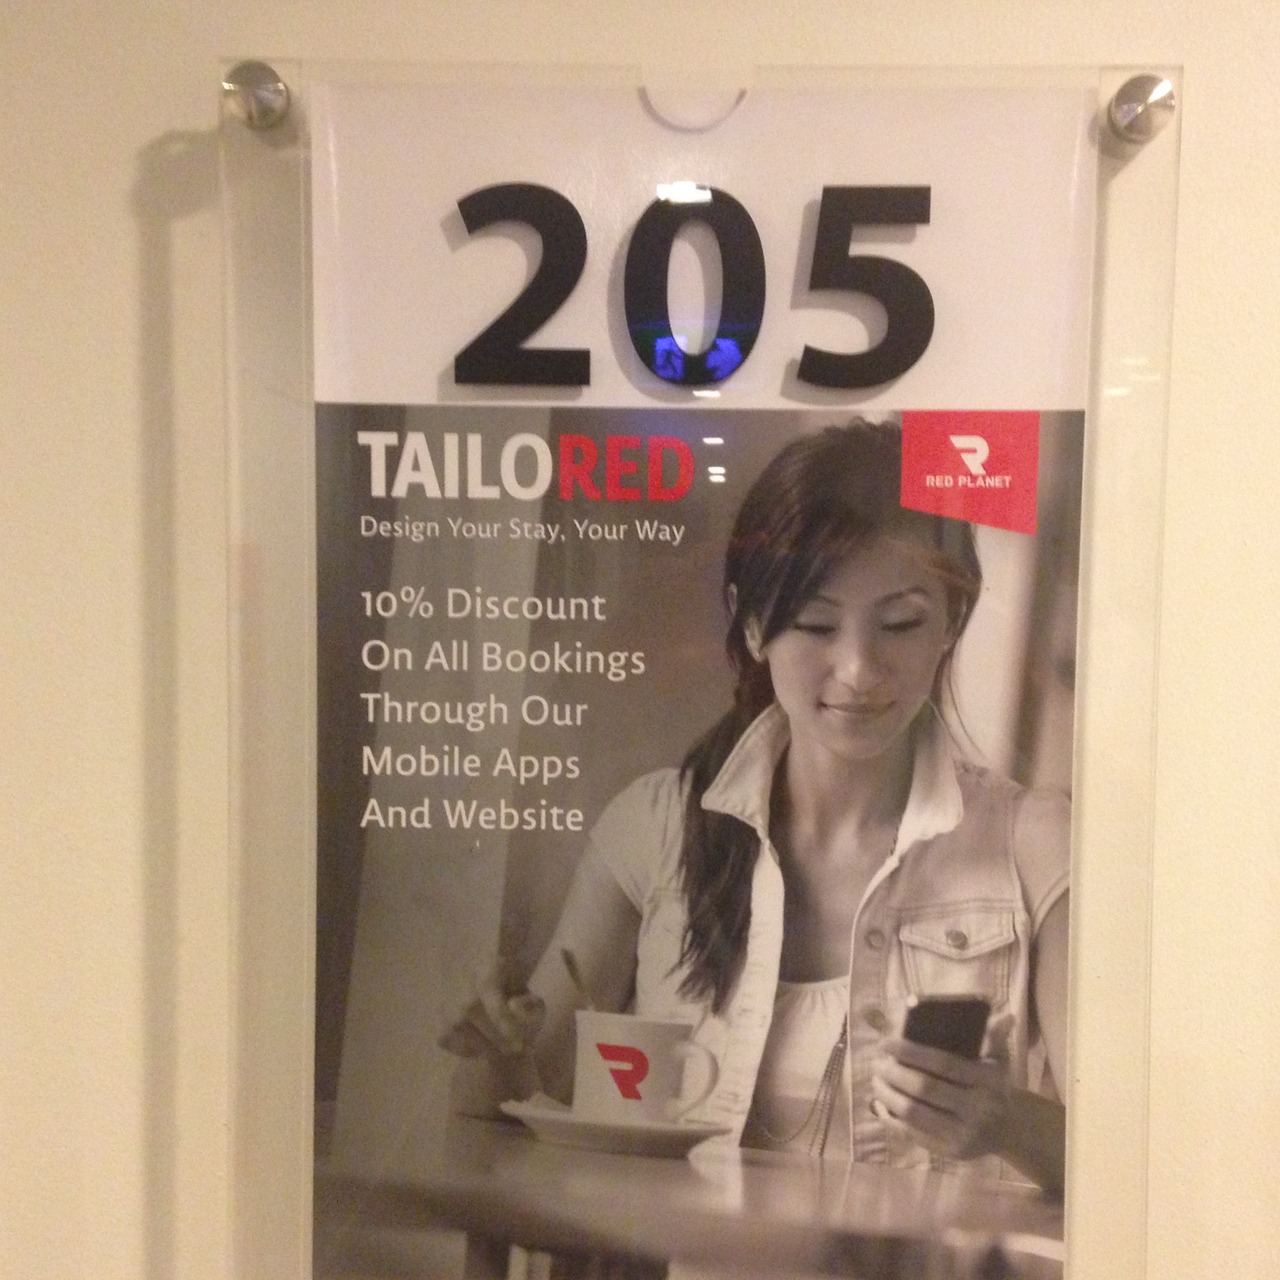 205
TAILORED
Design Your Stay, Your Way
RED PLANET
10% Discount
On All Bookings
Through Our
Mobile Apps
And Website